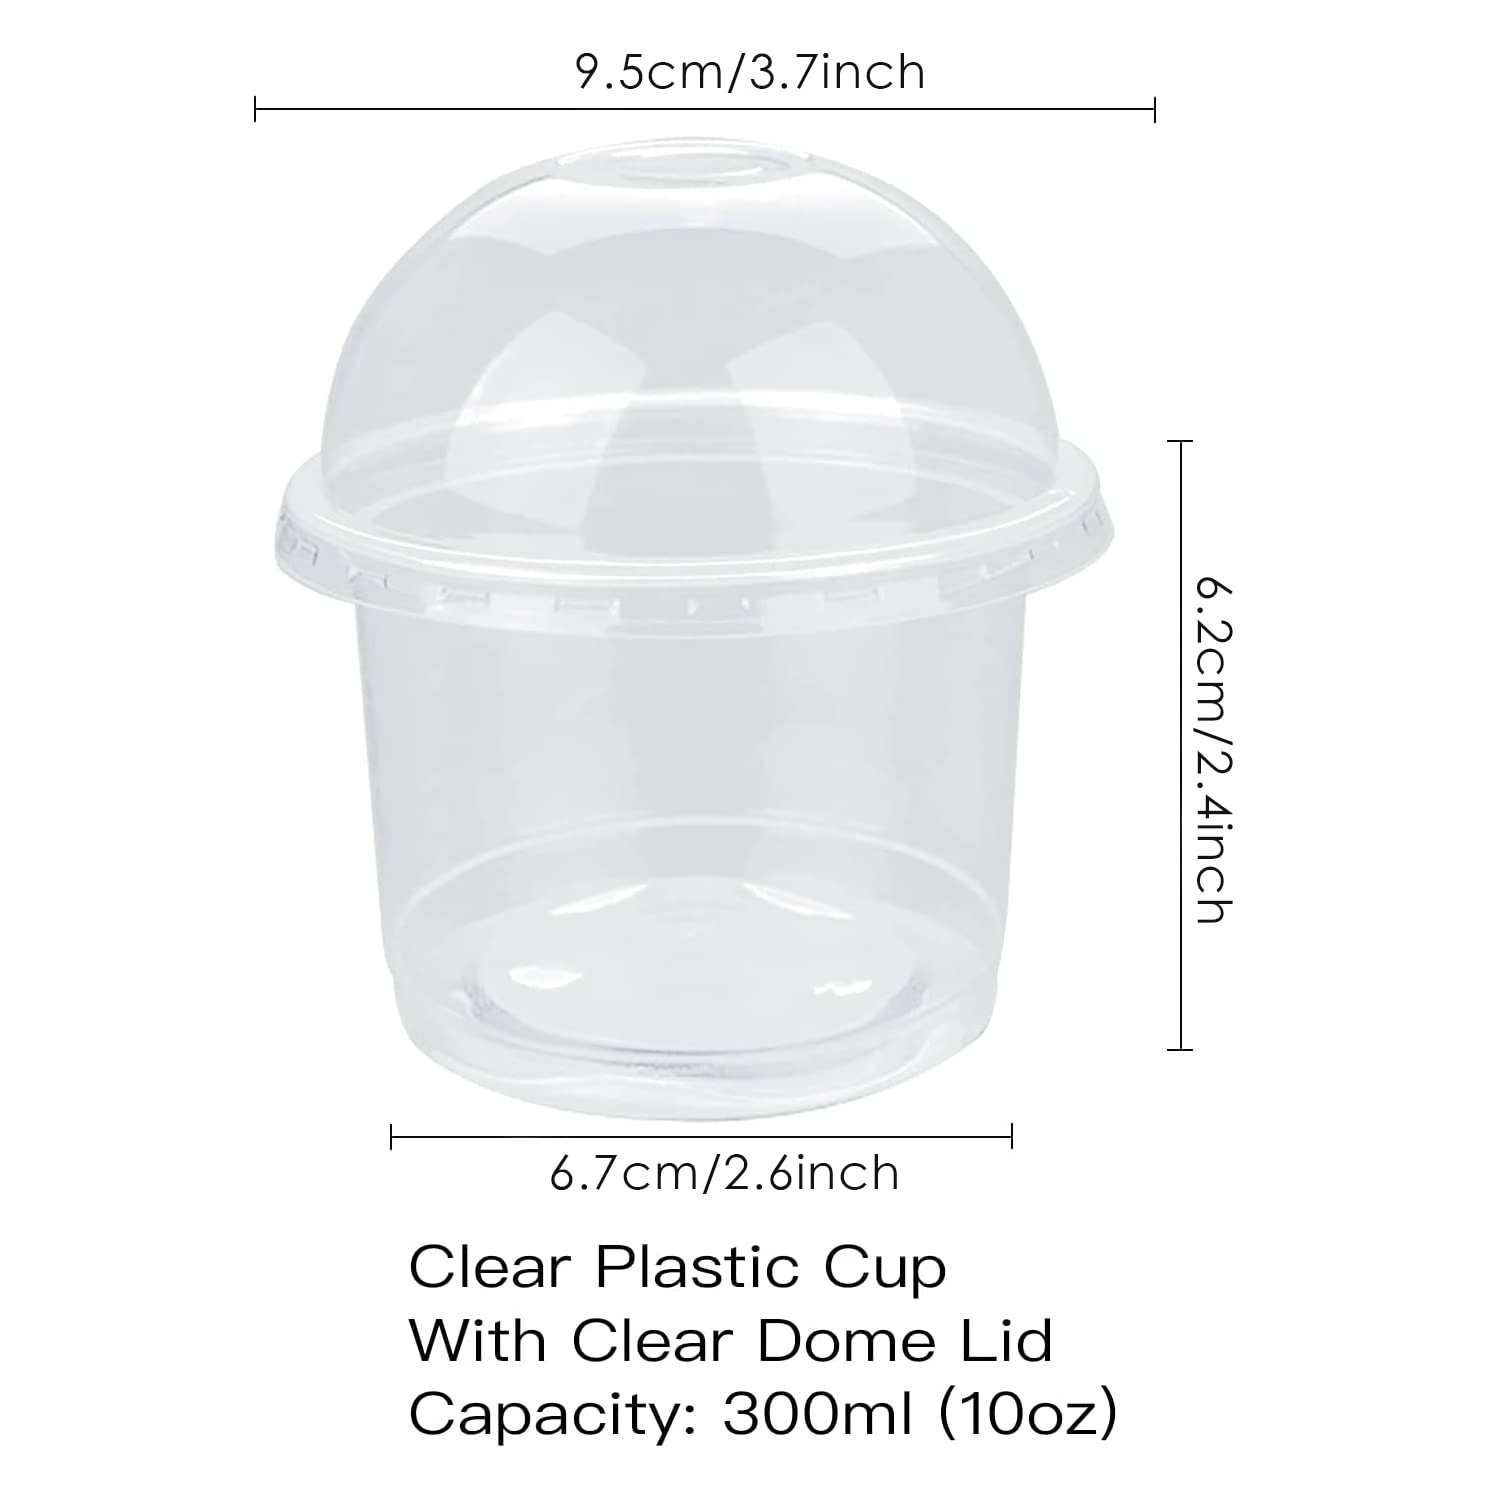 9.5cm/3.7inch
6.2cm/2.4inch
6.7cm/2.6inch
Clear Plastic Cup
With Clear Dome Lid
Capacity: 300ml (10oz)